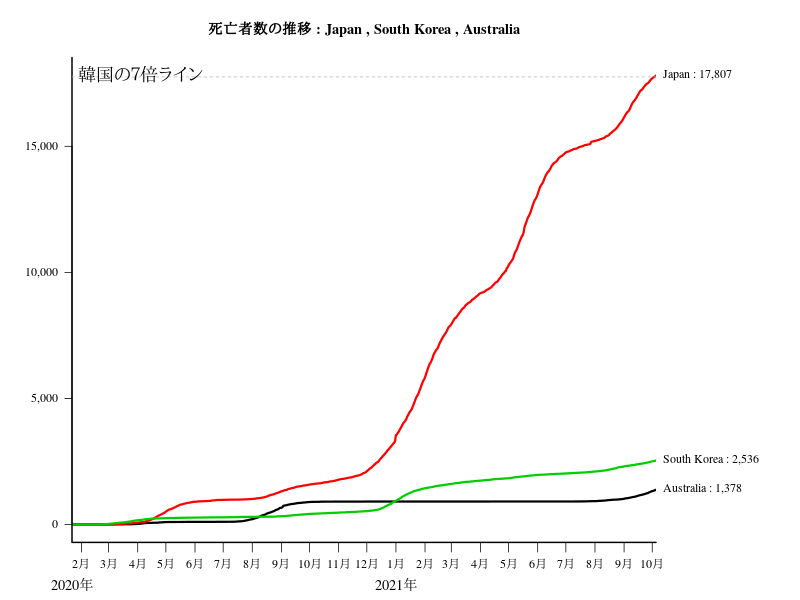 死亡者数の推移 : Japan , South Korea , Australia
韓国の7倍ライン
Japan : 17,807
15,000
10,000
5,000
South Korea : 2,536
Australia : 1,378
0
2月 3月 4月 5月 6月 7月 8月 9月 10月 11月 12月 1月 2月 3月 4月 5月 6月 7月 8月 9月 10月
2020年 2021年